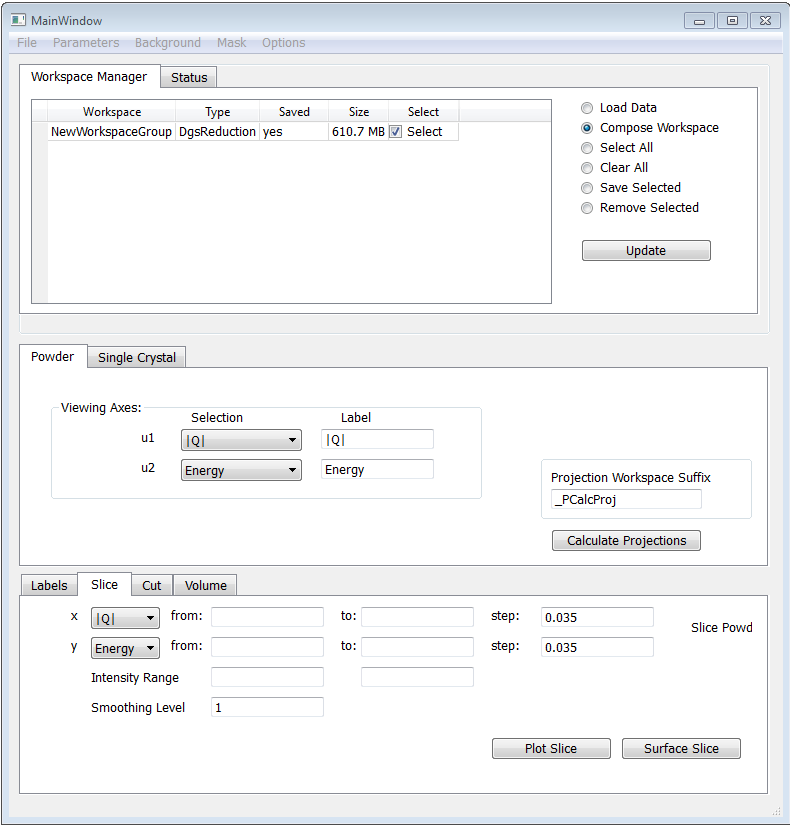 MainWindow
File Parameters Background Mask Options
Workspace Manager Status
Workspace Type Saved Size Select
NewWorkspaceGroup DgsReduction yes 610.7 MB Select
Load Data
Compose Workspace
Select All
Clear All
Save Selected
Remove Selected
Update
Powder Single Crystal
Viewing Axes:
Selection Label
u1 |Q| |Q|
u2 Energy Energy
Projection Workspace Suffix
_PCalcProj
Calculate Projections
Labels Slice Cut Volume
x |Q| from: to: step: 0.035
Slice Powd
y Energy from: to: step: 0.035
Intensity Range
Smoothing Level 1
Plot Slice Surface Slice